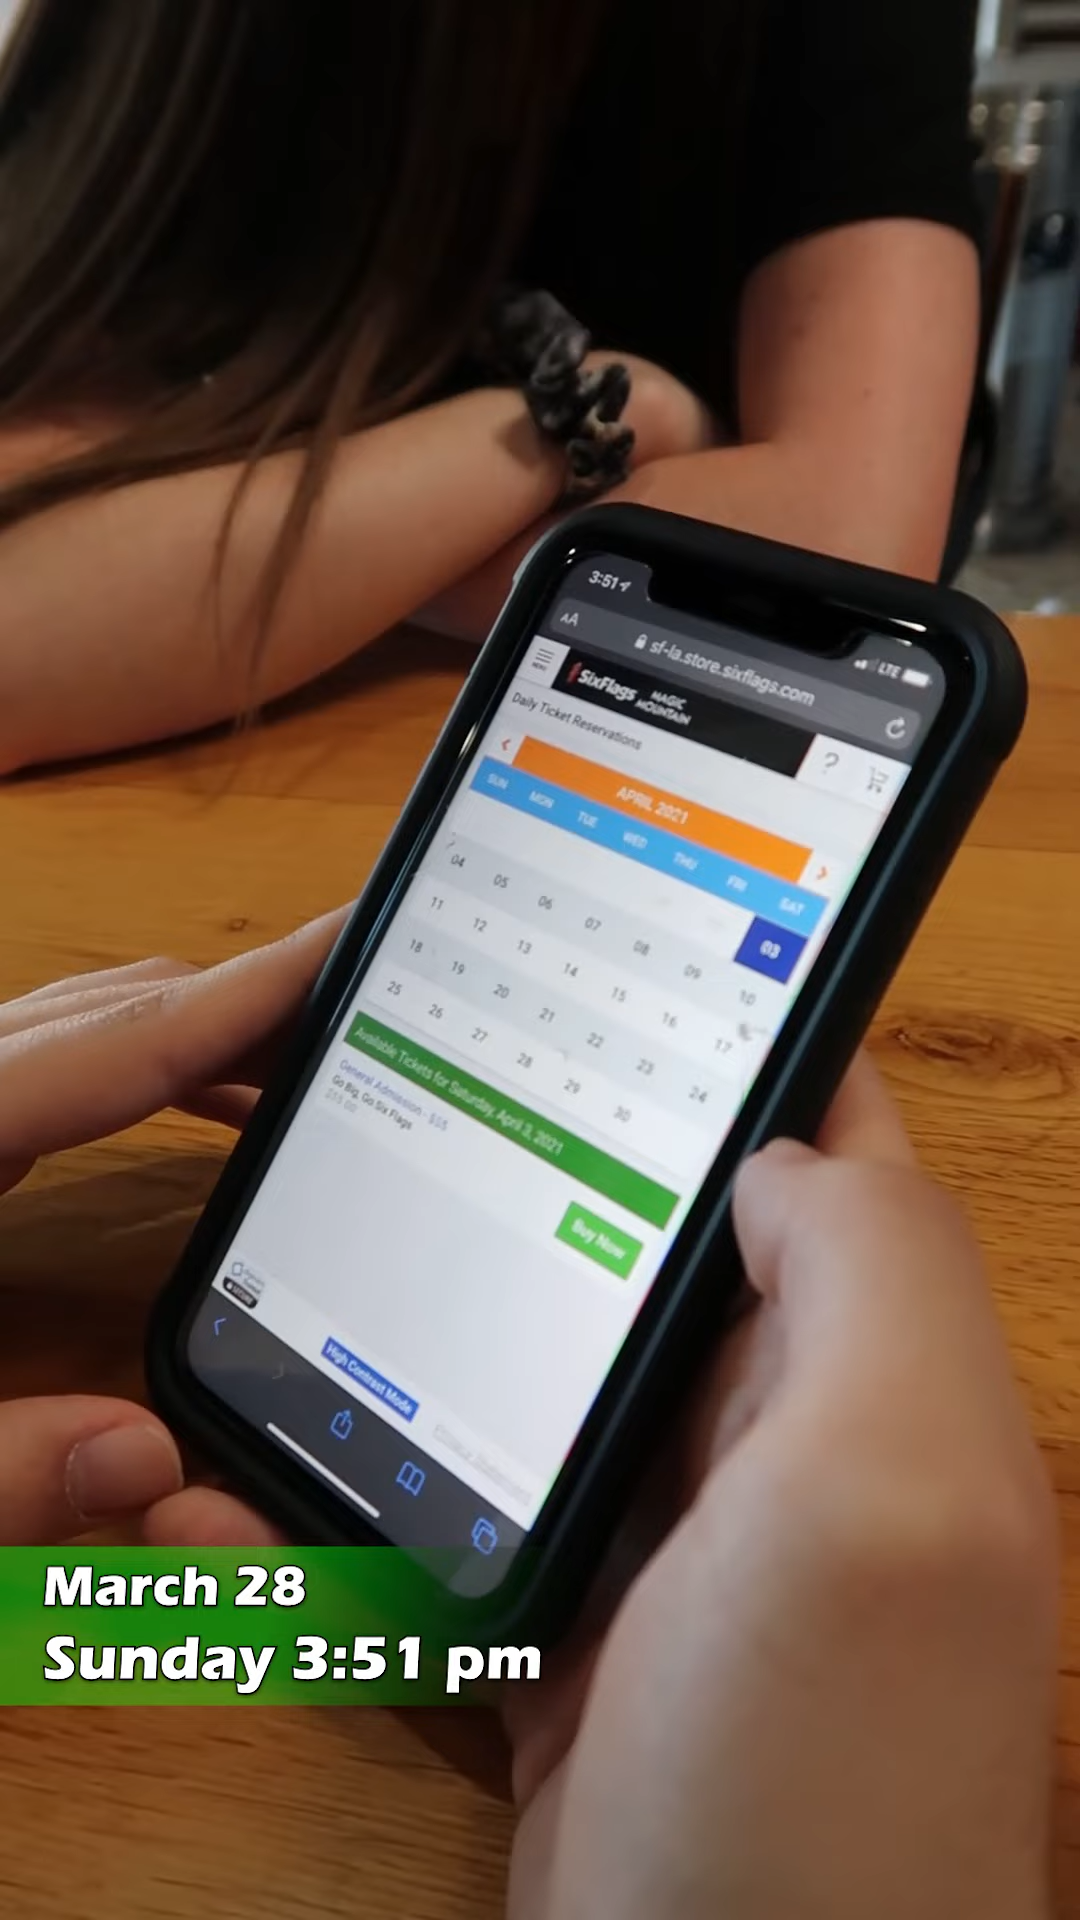 3:51
LTE
AA
sf-la.store.sixflags.com
MENU
SixFlags
MAGIC
MOUNTAIN
?
Daily Ticket Reservations
APRIL 2021
SUN MON TUE WED THU FRI SAT
03
04 05 06 07 08 09 10
11 12 13 14 15 16 17
18 19 20 21 22 23 24
25 26 27 28 29 30
Available Tickets for Saturday, April 3, 2021
General Admission - $55
Go Big, Go Six Flags
Buy Now
SECURE
High Contrast Mode
March 28
Sunday 3:51 pm